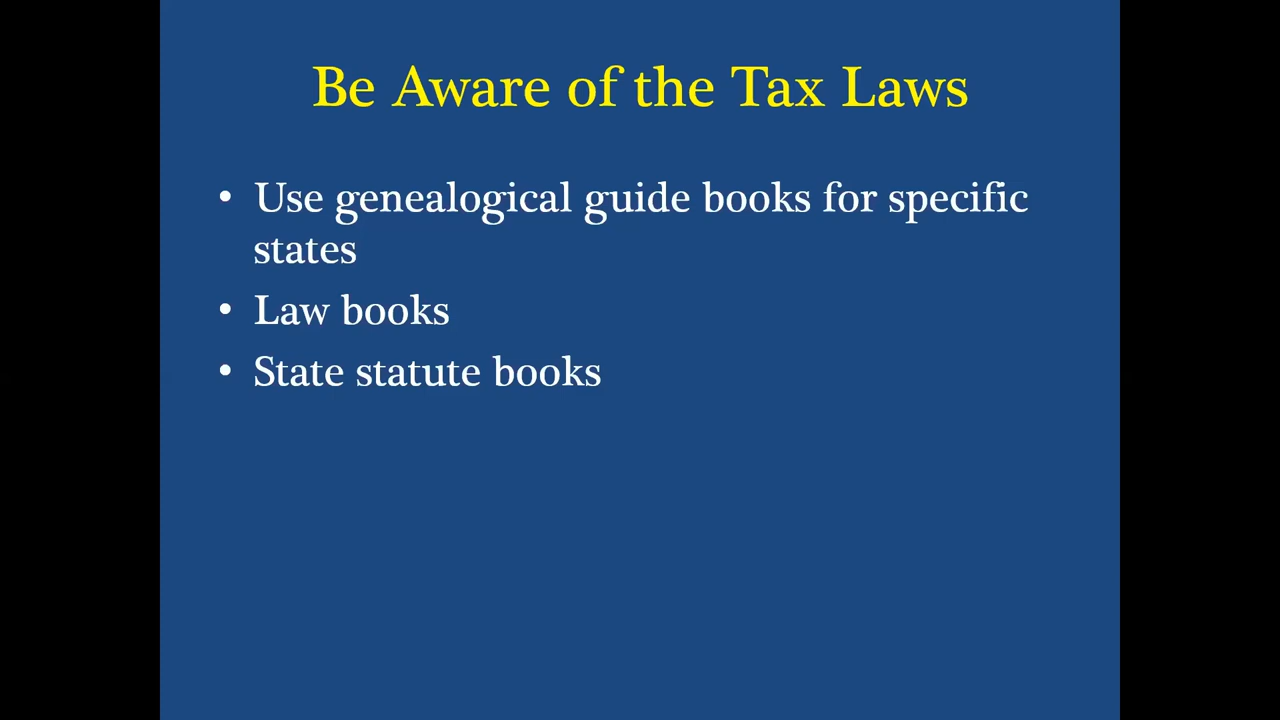 Be Aware of the Tax Laws
• Use genealogical guide books for specific
states
• Law books
• State statute books